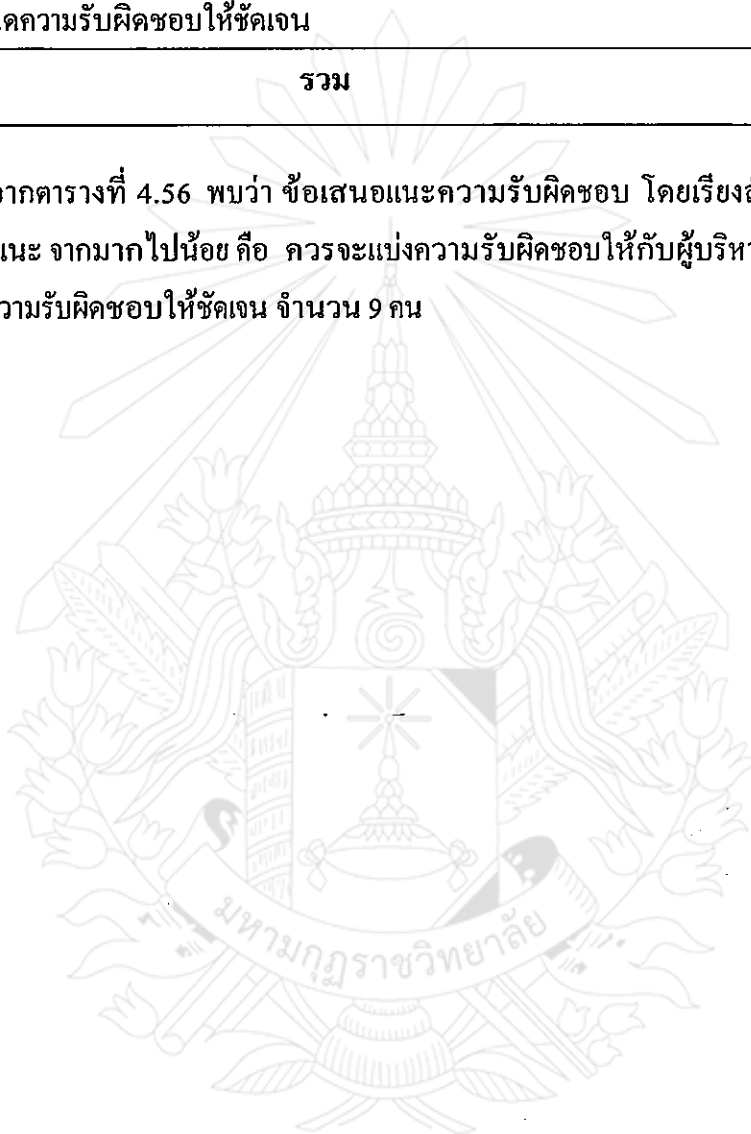 ดความรับผิดชอบให้ชัดเจน
รวม
ากตารางที่ 4.56 พบว่า ข้อเสนอแนะความรับผิดชอบ โดยเรียงลํ
แนะ จากมากไปน้อย คือ ควรจะแบ่งความรับผิดชอบให้กับผู้บริหา
วามรับผิดชอบให้ชัดเจน จำนวน 9 คน
มหามกุฏราชวิทยาลัย